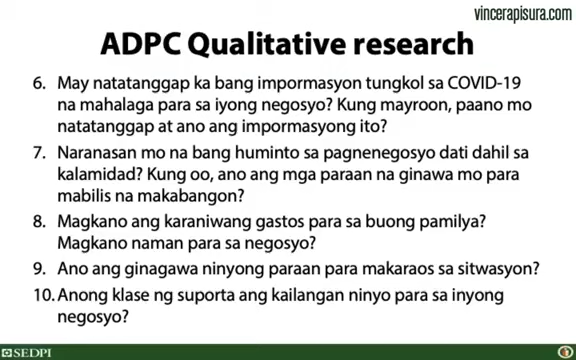 vincerapisura.com
ADPC Qualitative research
6. May natatanggap ka bang impormasyon tungkol sa COVID-19
na mahalaga para sa iyong negosyo? Kung mayroon, paano mo
natatanggap at ano ang impormasyong ito?
7. Naranasan mo na bang huminto sa pagnenegosyo dati dahil sa
kalamidad? Kung oo, ano ang mga paraan na ginawa mo para
mabilis na makabangon?
8. Magkano ang karaniwang gastos para sa buong pamilya?
Magkano naman para sa negosyo?
9. Ano ang ginagawa ninyong paraan para makaraos sa sitwasyon?
10. Anong klase ng suporta ang kailangan ninyo para sa inyong
negosyo?
SEDPI